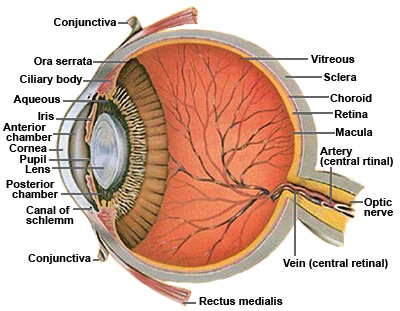 Conjunctiva
Ora serrata
Ciliary body
Aqueous
Iris
Anterior
chamber
Cornea
Pupil
Lens
Posterior
chamber
Canal of
schlemm
Conjunctiva
Vitreous
Sclera
Choroid
Retina
Macula
Artery
(central rtinal)
Optic
nerve
Vein (central retinal)
Rectus medialis